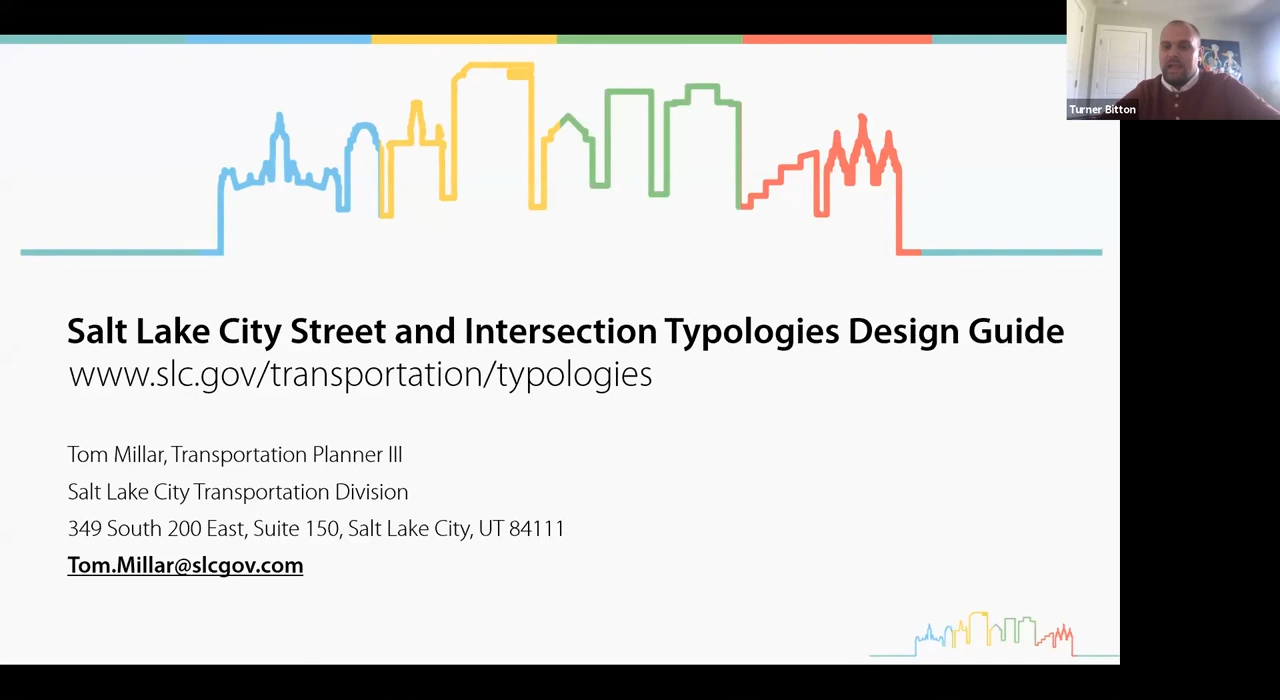 Turner Bitton
Salt Lake City Street and Intersection Typologies Design Guide
www.slc.gov/transportation/typologies
Tom Millar, Transportation Planner III
Salt Lake City Transportation Division
349 South 200 East, Suite 150, Salt Lake City, UT 84111
Tom.Millar@slcgov.com